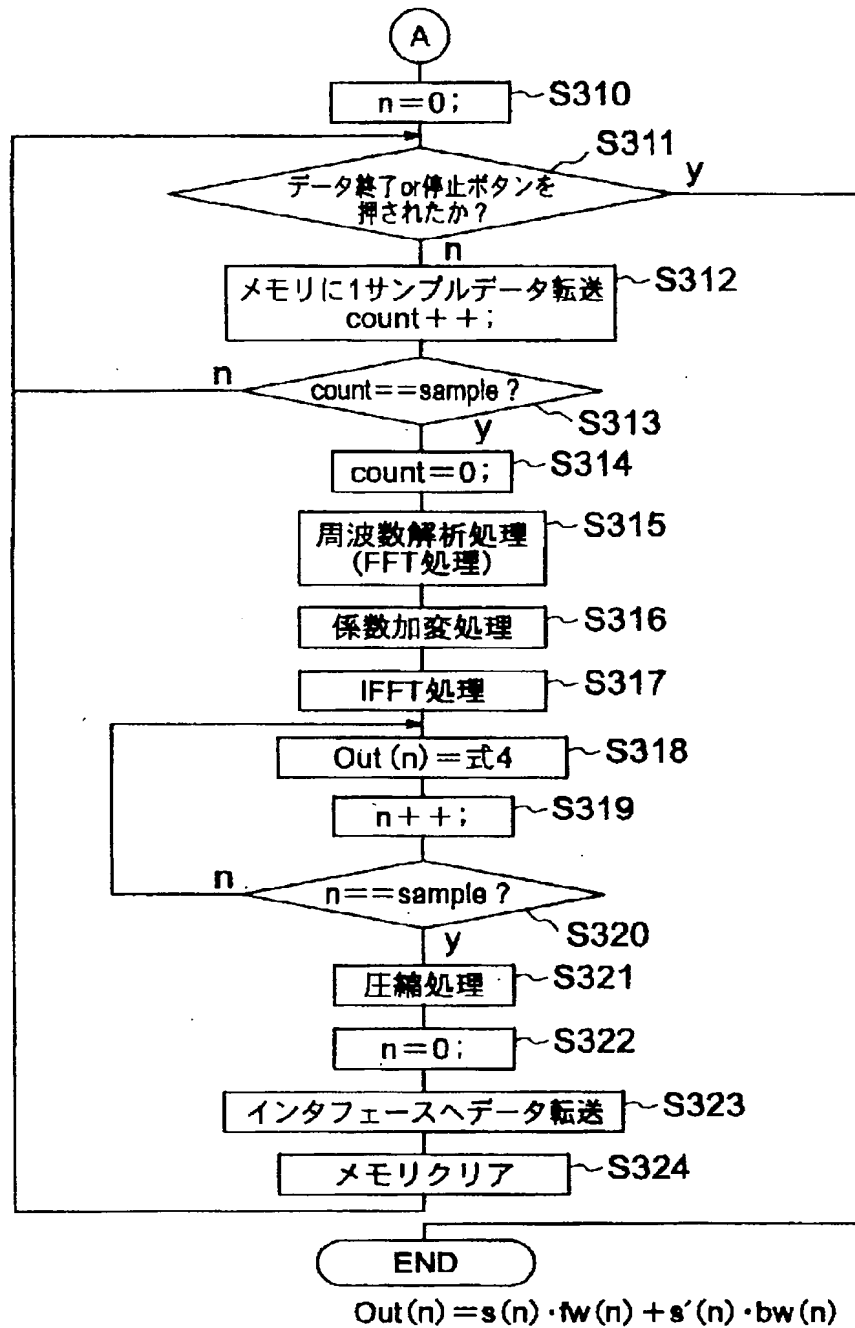 A
n=0;
S310
S311
データ終了or停止ボタンを
押されたか?
y
n
メモリに1サンプルデータ転送
count++;
S312
n
count==sample?
S313
y
count=0;
S314
周波数解析処理
(FFT処理)
S315
係数加変処理
S316
IFFT処理
S317
Out(n)=式4
S318
n++;
S319
n
n==sample?
S320
y
圧縮処理
S321
n=0;
S322
インタフェースへデータ転送
S323
メモリクリア
S324
END
Out(n)=s(n)・fw(n)+s′(n)・bw(n)